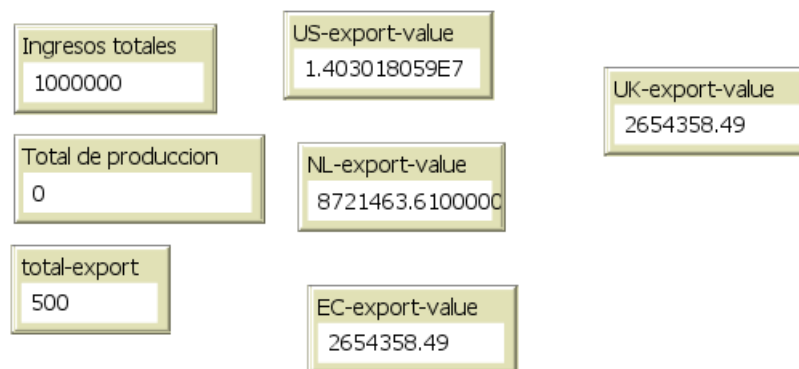 Ingresos totales
1000000
US-export-value
1.403018059E7
UK-export-value
2654358.49
Total de produccion
0
NL-export-value
8721463.6100000
total-export
500
EC-export-value
2654358.49